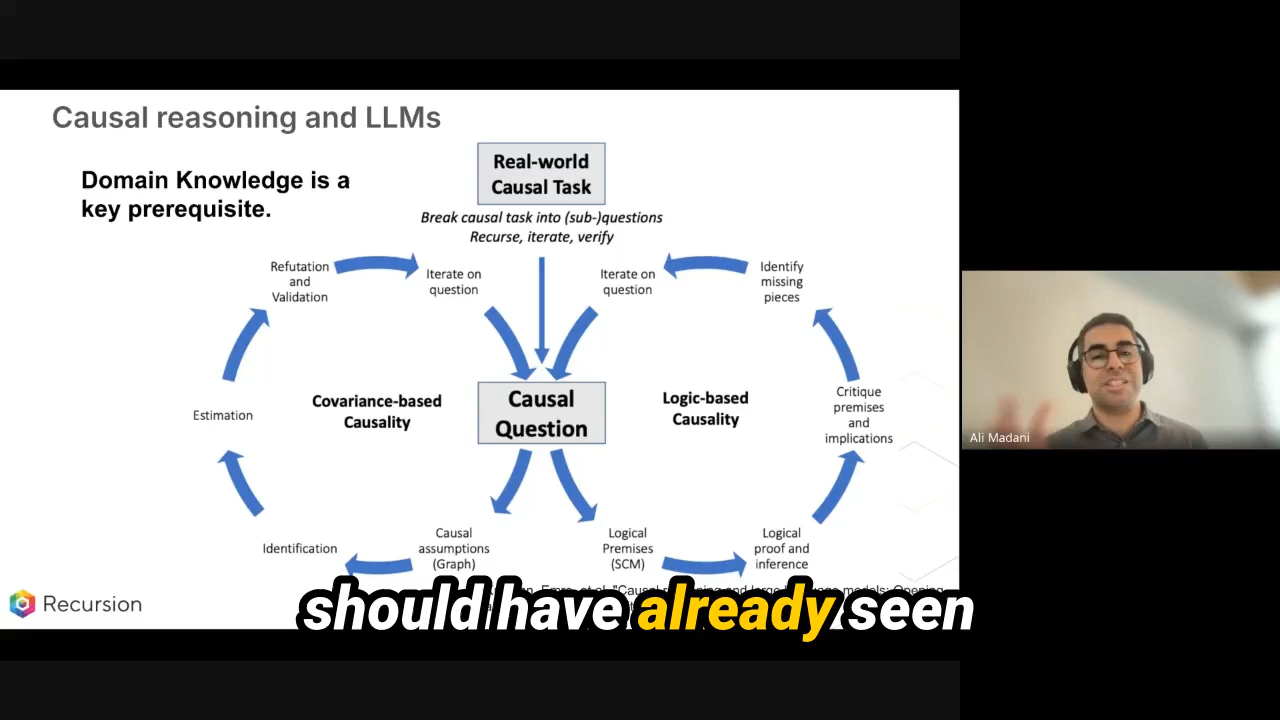 Causal reasoning and LLMs
Domain Knowledge is a
key prerequisite.
Real-world
Causal Task
Break causal task into (sub-)questions
Recurse, iterate, verify
Refutation
and
Validation
Iterate on
question
Iterate on
question
Identify
missing
pieces
Estimation
Covariance-based
Causality
Causal
Question
Logic-based
Causality
Critique
premises
and
implications
Identification
Causal
assumptions
(Graph)
Logical
Premises
(SCM)
Logical
proof and
inference
Recursion
should have already seen
Ali Madani